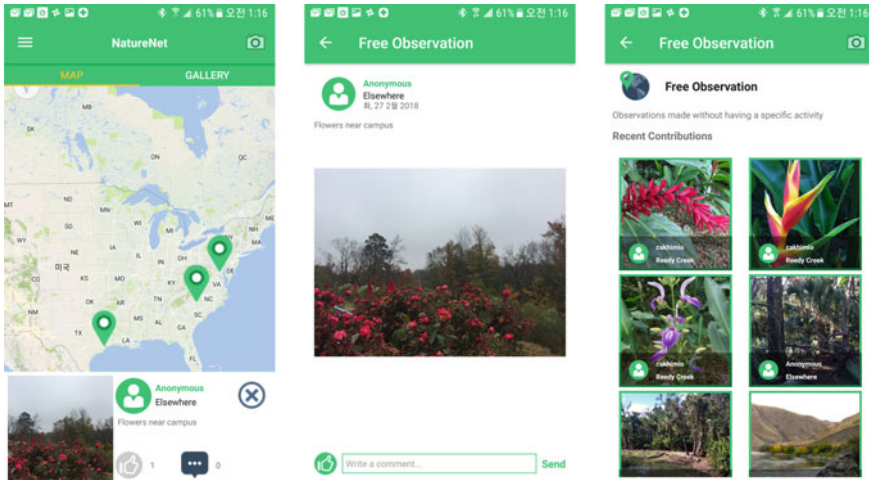 61% 오전 1:16
NatureNet
MAP
GALLERY
MB
SK
ON
QC
MT
ND
MN
SD
WI
MI
NH
ME
WY
NE
IA
MA
미국
IL
IN
OH
DE
CO
KS
MO
KY
VA
OK
AR
TN
NC
NM
MS
AL
SC
GA
TX
LA
FL
Anonymous
Elsewhere
Flowers near campus
1
0
61% 오전 1:16
Free Observation
Anonymous
Elsewhere
화, 27 2월 2018
Flowers near campus
Write a comment...
Send
61% 오전 1:16
Free Observation
Free Observation
Observations made without having a specific activity
Recent Contributions
cakhimio
Reedy Creek
cakhimio
Reedy Creek
cakhimio
Reedy Creek
Anonymous
Elsewhere